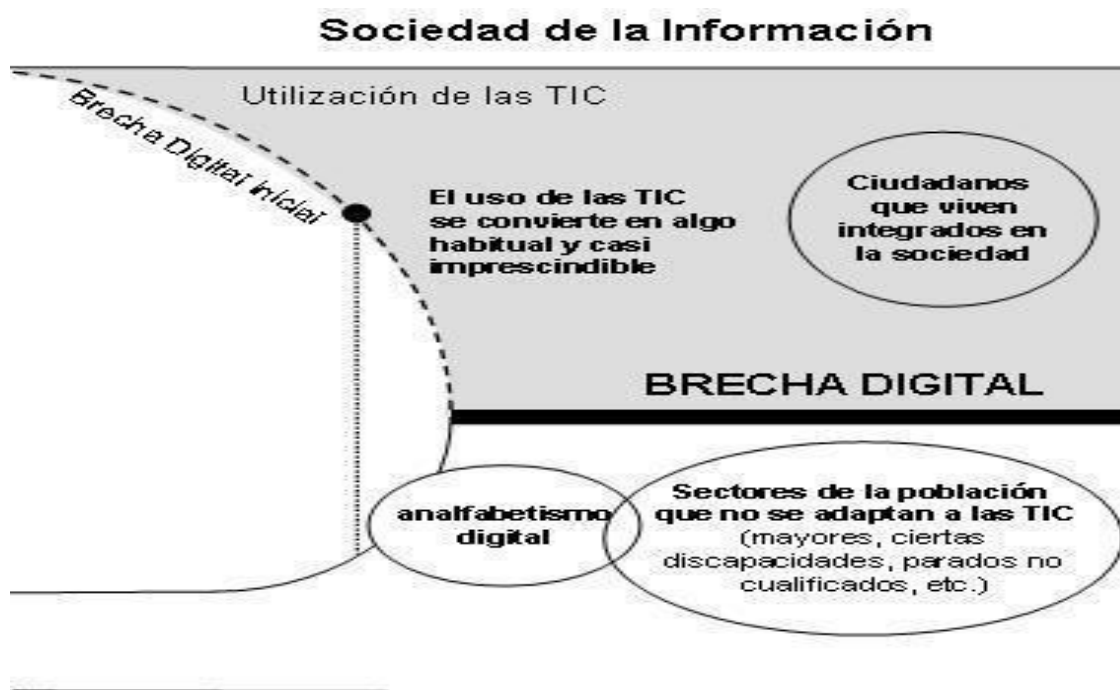 Sociedad de la Información
Utilización de las TIC
Brecha Digital Inicial
El uso de las TIC
se convierte en algo
habitual y casi
imprescindible
Ciudadanos
que viven
integrados en
la sociedad
BRECHA DIGITAL
analfabetismo
digital
Sectores de la población
que no se adaptan a las TIC
(mayores, ciertas
discapacidades, parados no
cualificados, etc.)